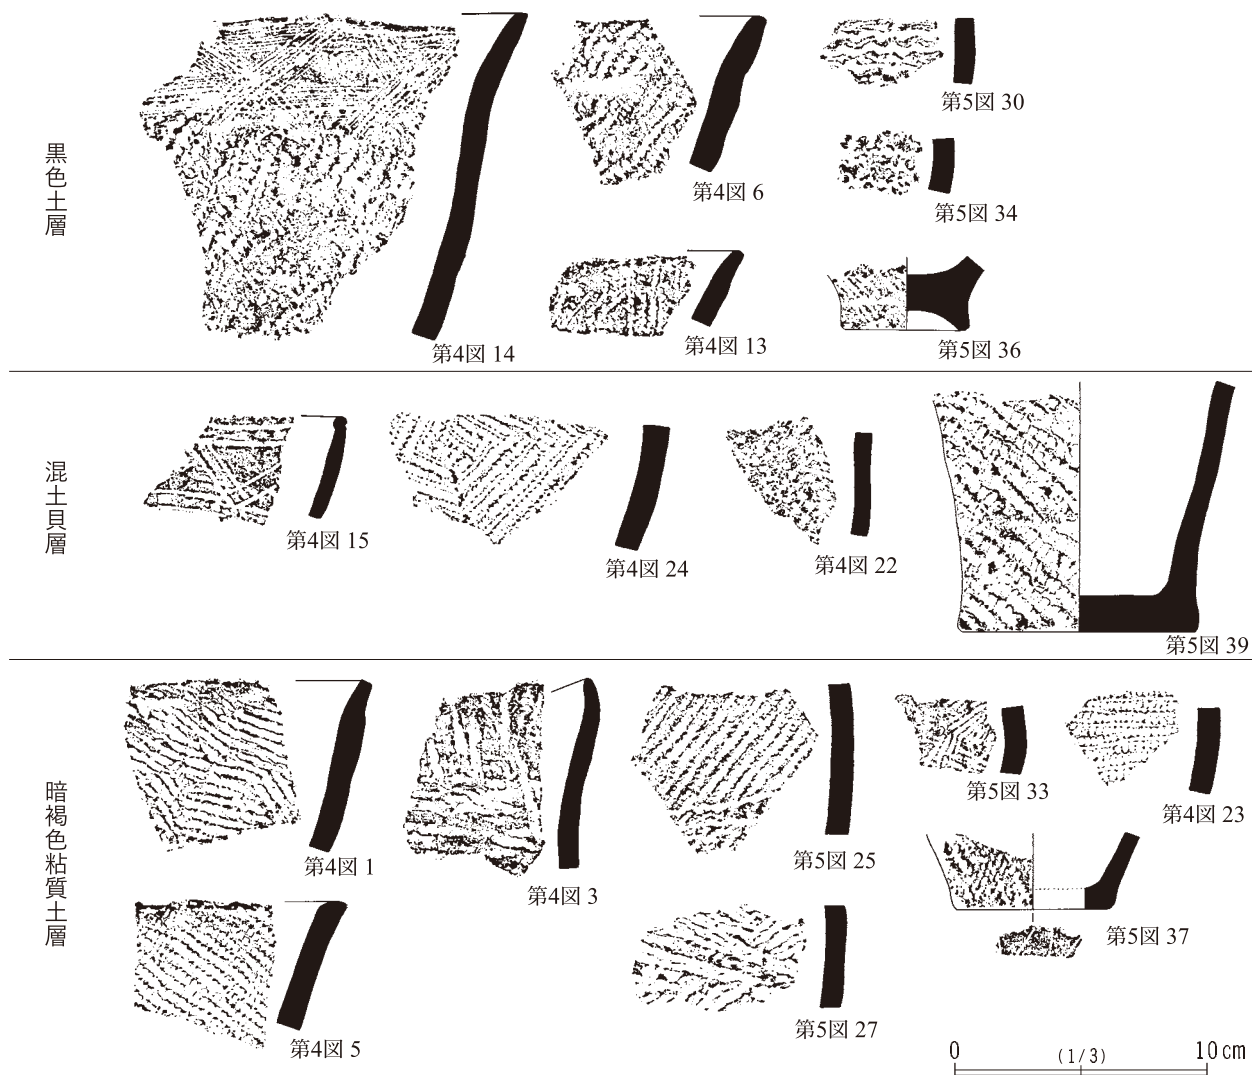 黒色土層
第4図 14
第4図 6
第4図 13
第5図 30
第5図 34
第5図 36
混土貝層
第4図 15
第4図 24
第4図 22
第5図 39
暗褐色粘質土層
第4図 1
第4図 3
第5図 25
第5図 33
第4図 23
第4図 5
第5図 27
第5図 37
0 (1/3) 10cm